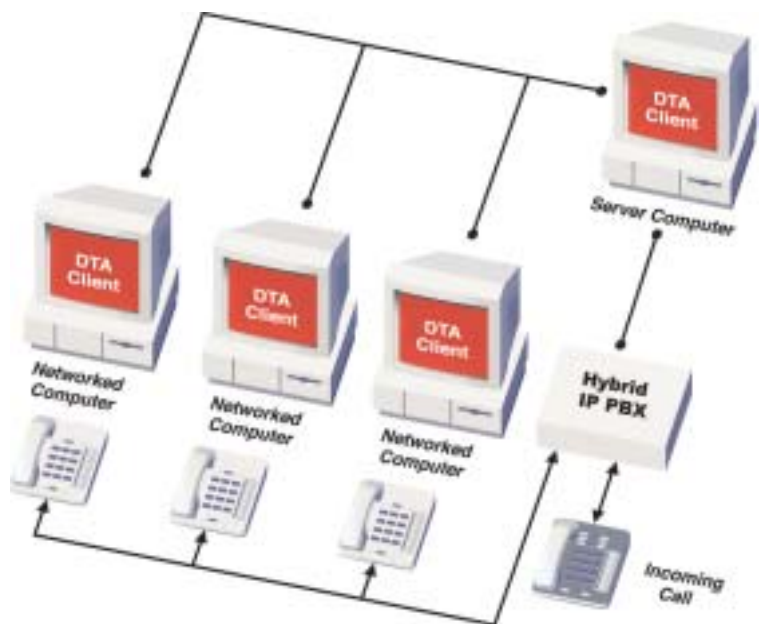 DTA
Client
Server Computer
DTA
Client
Networked
Computer
DTA
Client
Networked
Computer
DTA
Client
Networked
Computer
Hybrid
IP PBX
Incoming
Call